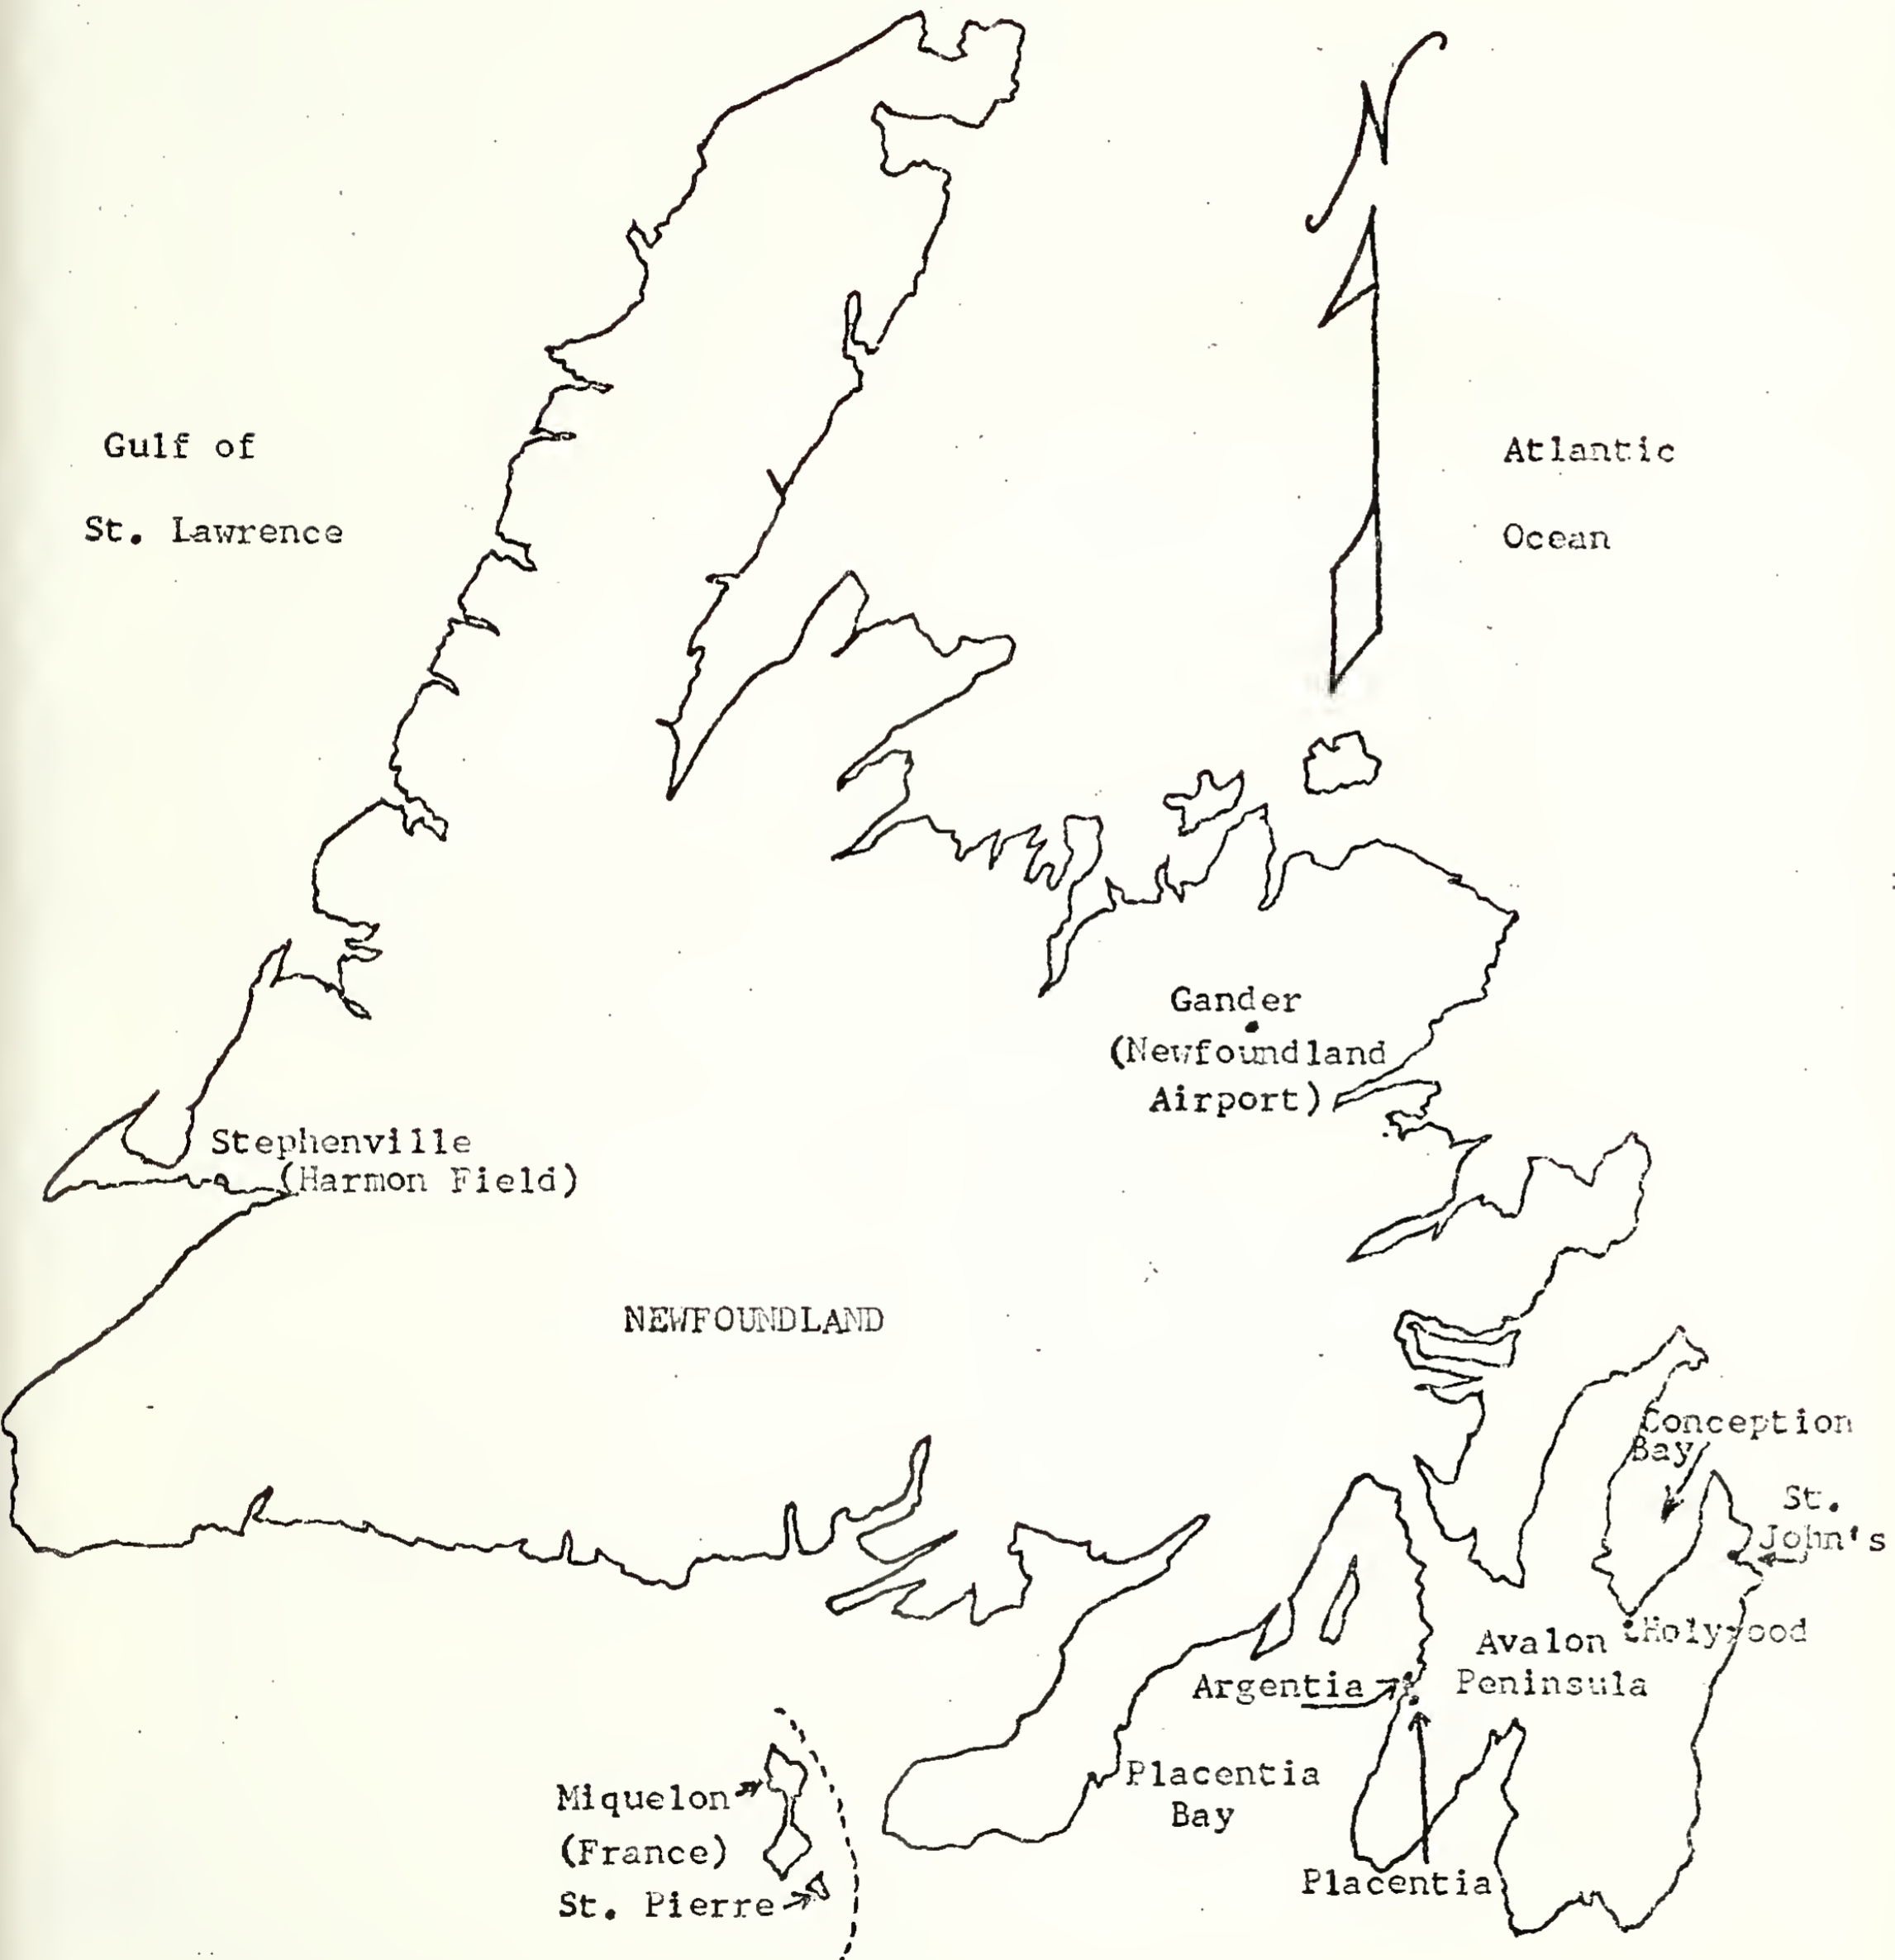 N
Gulf of
St. Lawrence
Atlantic
Ocean
Gander
(Newfoundland
Airport)
Stephenville
(Harmon Field)
NEWFOUNDLAND
Conception
Bay
St.
John's
Holyrood
Avalon
Peninsula
Argentia
Placentia
Bay
Miquelon
(France)
St. Pierre
Placentia